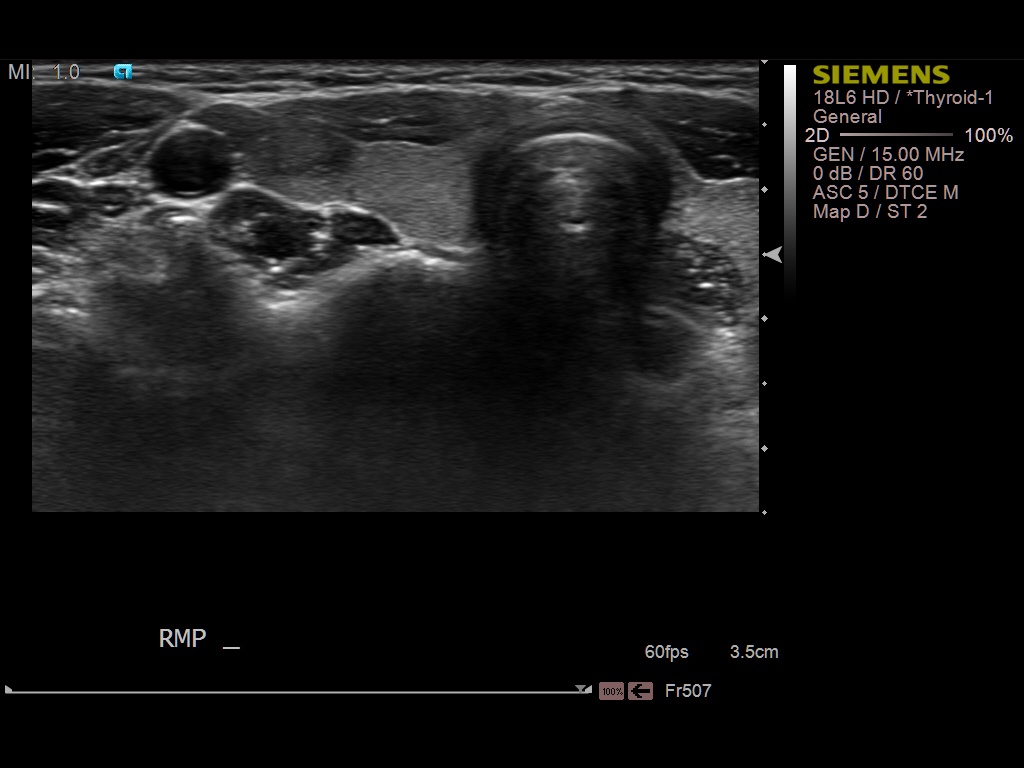 MI: 1.0
SIEMENS
18L6 HD / *Thyroid-1
General
2D 100%
GEN / 15.00 MHz
0 dB / DR 60
ASC 5 / DTCE M
Map D / ST 2
RMP _
60fps 3.5cm
100% Fr507